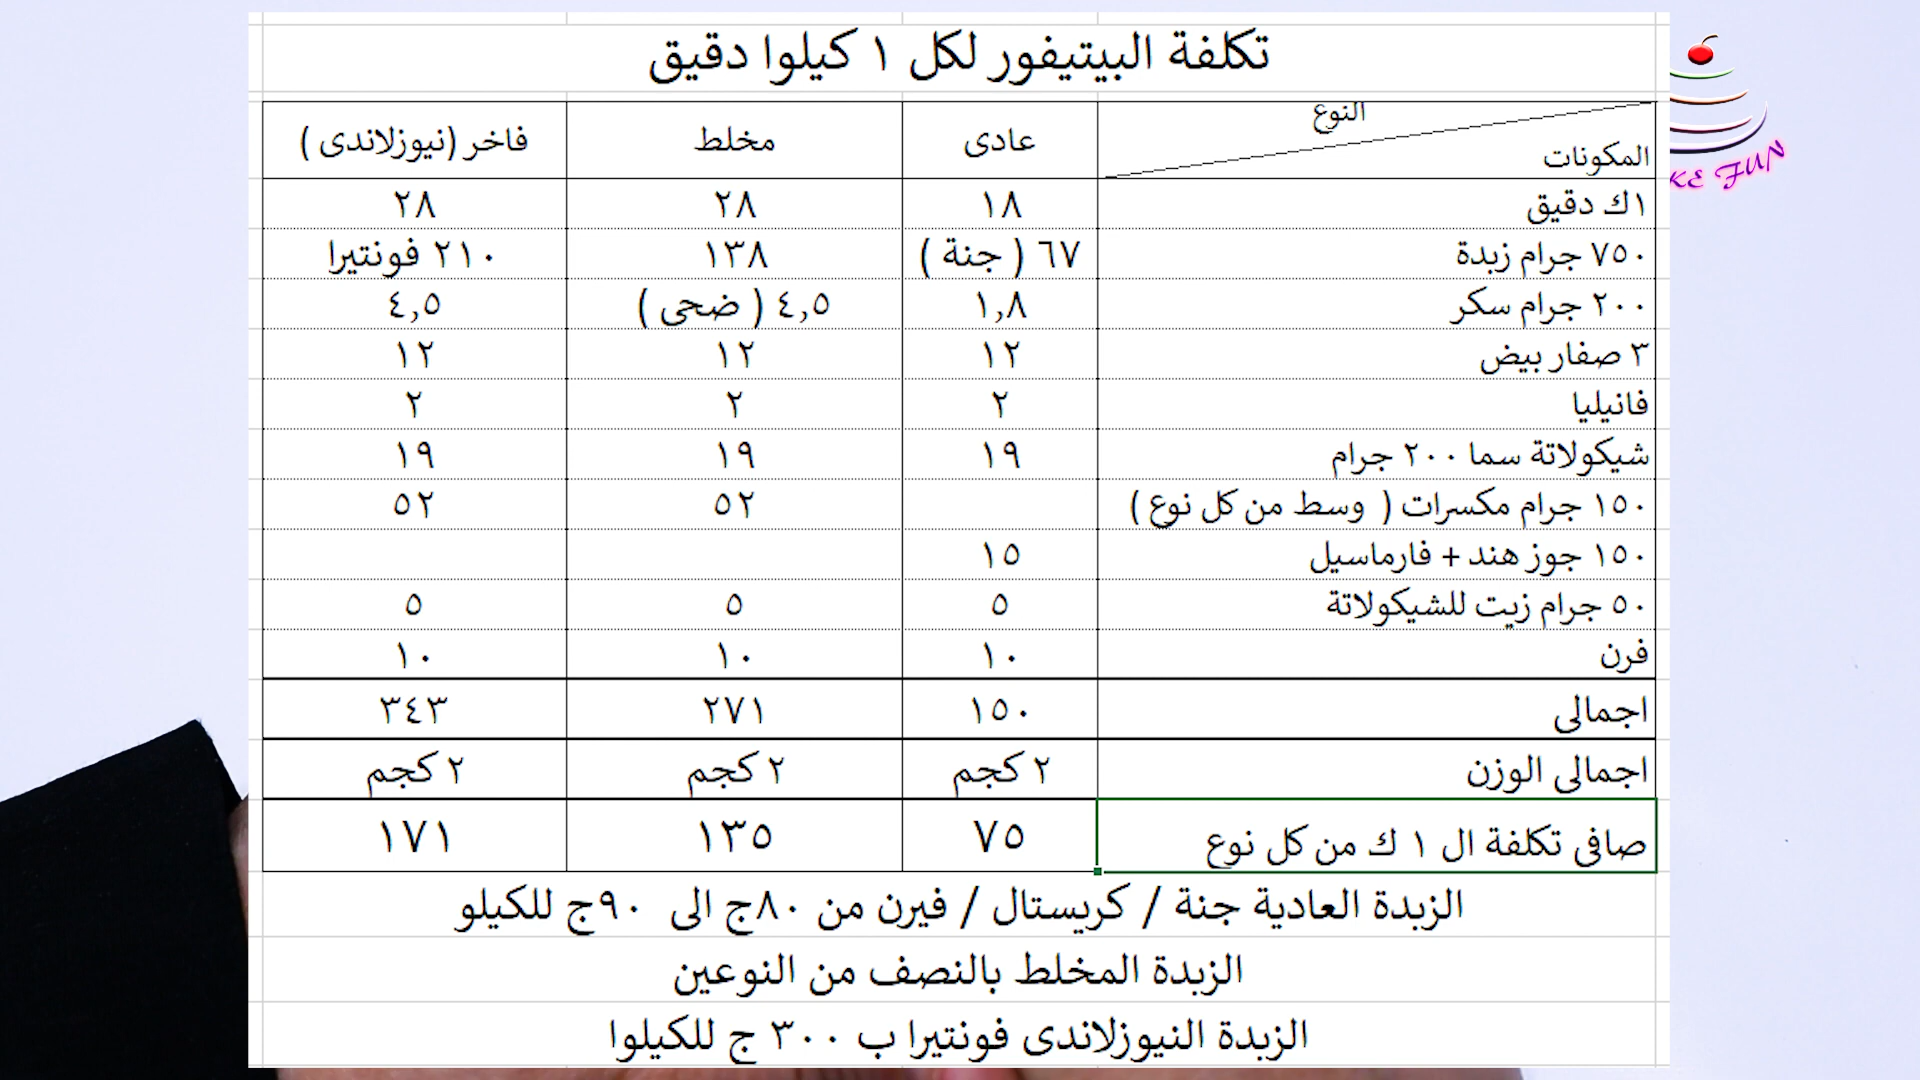 تكلفة البيتيفور لكل ١ كيلوا دقيق
النوع
المكونات عادى مخلط فاخر (نيوزلاندى )
١ك دقيق ١٨ ٢٨ ٢٨
٧٥٠ جرام زبدة ٦٧ ( جنة ) ١٣٨ ٢١٠ فونتيرا
٢٠٠ جرام سكر ١,٨ ٤,٥ ( ضحى ) ٤,٥
٣ صفار بيض ١٢ ١٢ ١٢
فانيليا ٢ ٢ ٢
شيكولاتة سما ٢٠٠ جرام ١٩ ١٩ ١٩
١٥٠ جرام مكسرات ( وسط من كل نوع ) ٥٢ ٥٢
١٥٠ جوز هند + فارماسيل ١٥
٥٠ جرام زيت للشيكولاتة ٥ ٥ ٥
فرن ١٠ ١٠ ١٠
اجمالى ١٥٠ ٢٧١ ٣٤٣
اجمالى الوزن ٢ كجم ٢ كجم ٢ كجم
صافى تكلفة ال ١ ك من كل نوع ٧٥ ١٣٥ ١٧١
الزبدة العادية جنة / كريستال / فيرن من ٨٠ج الى ٩٠ج للكيلو
الزبدة المخلط بالنصف من النوعين
الزبدة النيوزلاندى فونتيرا ب ٣٠٠ ج للكيلوا
FUN